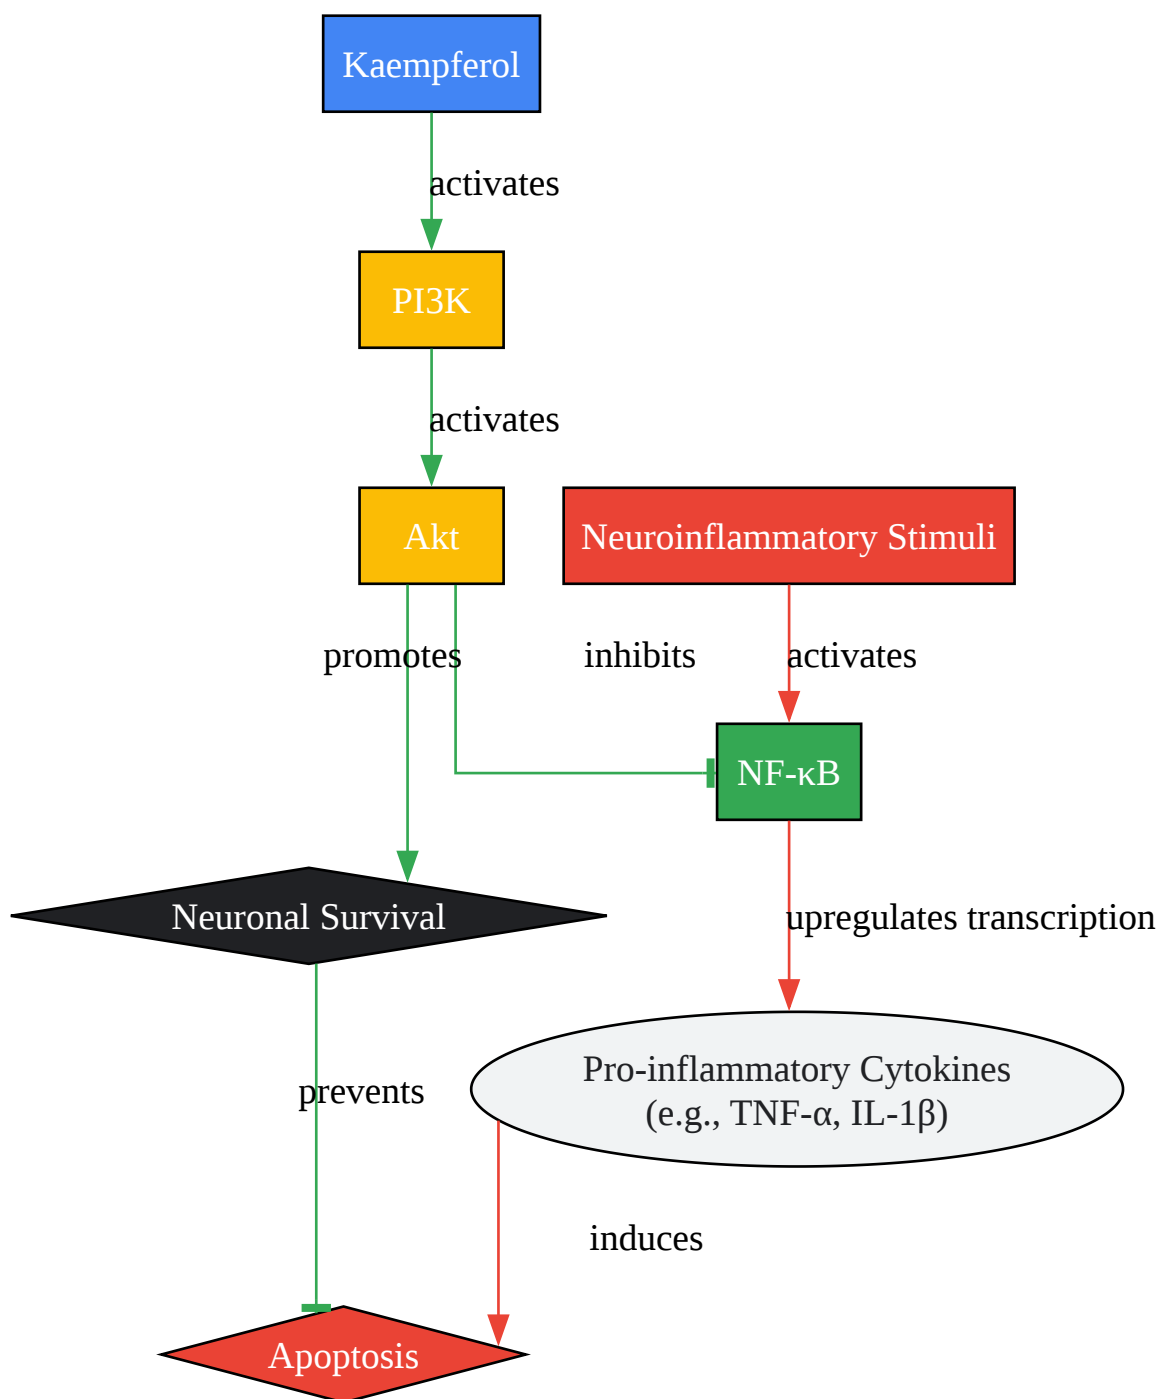 Kaempferol
activates
PI3K
activates
Akt
Neuroinflammatory Stimuli
promotes
inhibits
activates
NF-κB
Neuronal Survival
upregulates transcription
Pro-inflammatory Cytokines
(e.g., TNF-α, IL-1β)
prevents
induces
Apoptosis